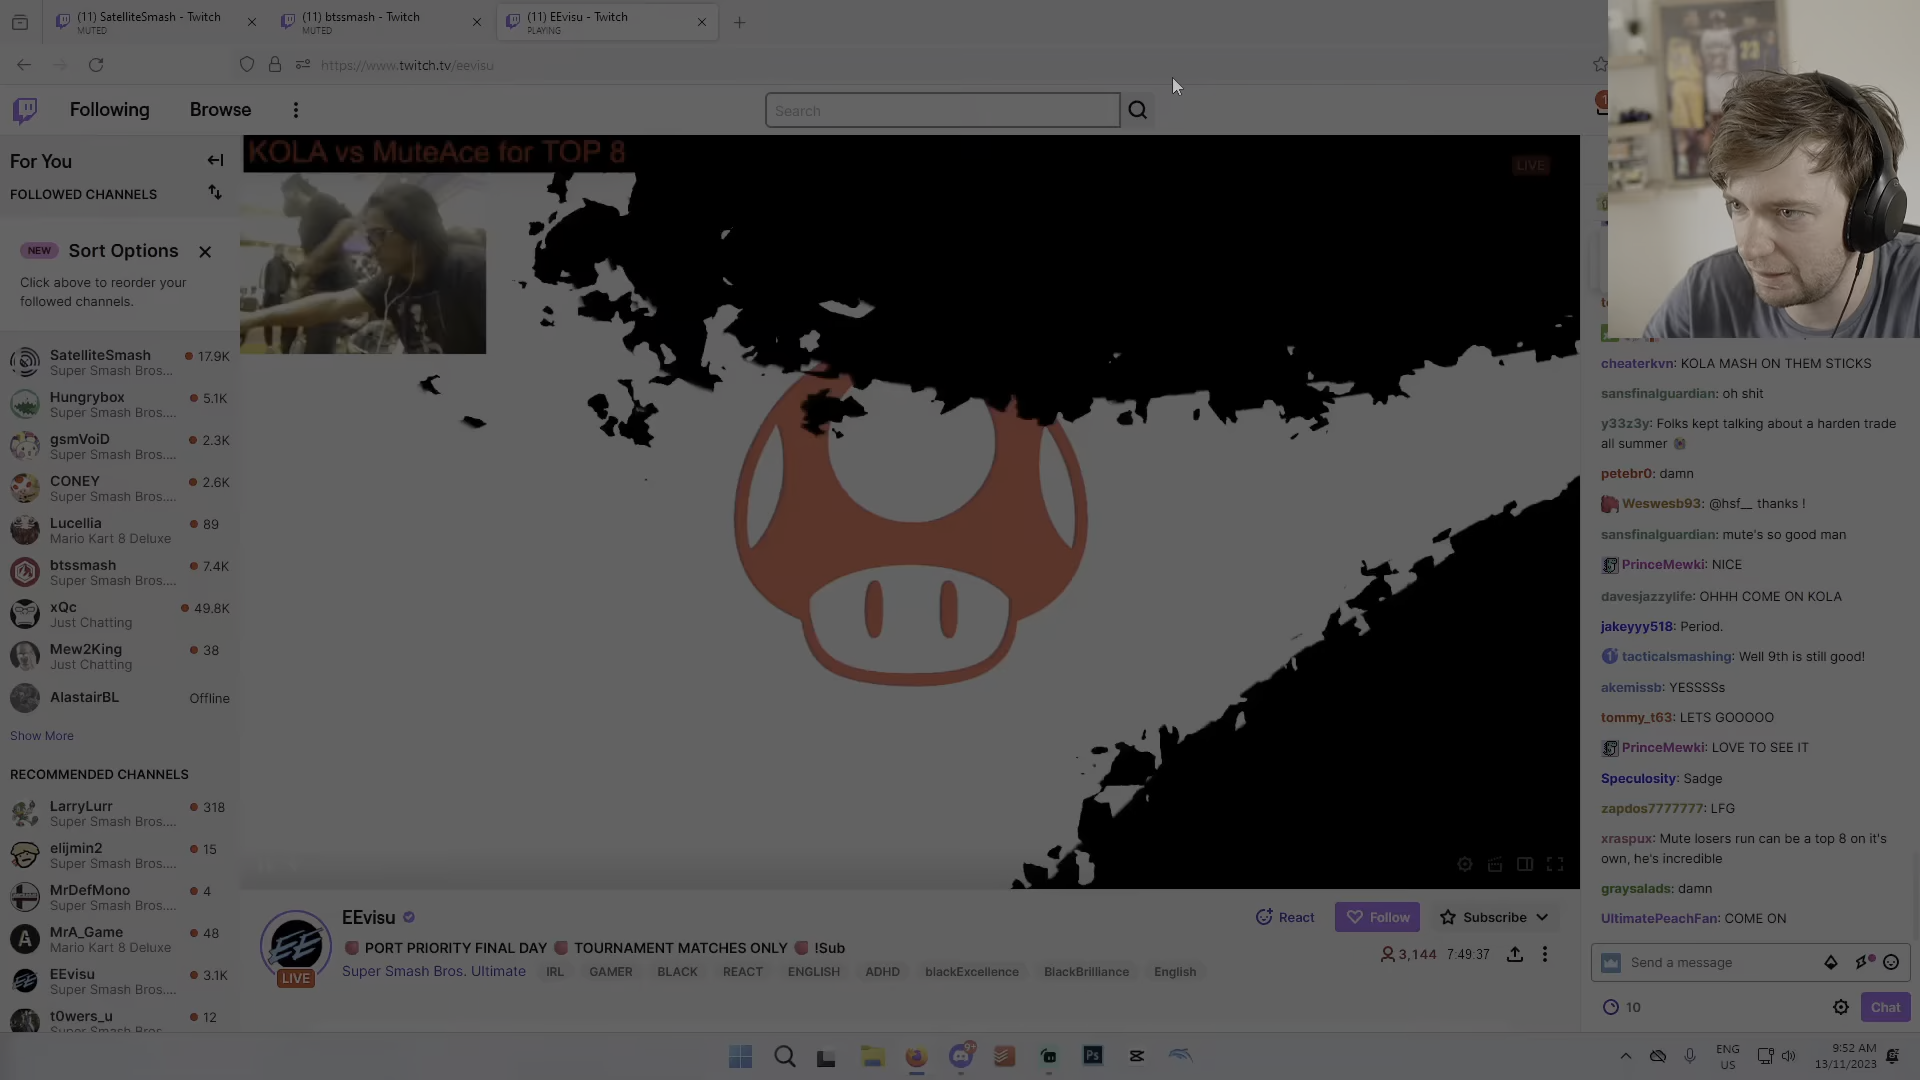 (11) SatelliteSmash - Twitch
MUTED
(11) btssmash - Twitch
MUTED
(11) EEvisu - Twitch
PLAYING
https://www.twitch.tv/eevisu
Following
Browse
Search
For You
FOLLOWED CHANNELS
NEW
Sort Options
Click above to reorder your
followed channels.
SatelliteSmash
17.9K
Super Smash Bros....
Hungrybox
5.1K
Super Smash Bros....
gsmVoiD
2.3K
Super Smash Bros....
CONEY
2.6K
Super Smash Bros....
Lucellia
89
Mario Kart 8 Deluxe
btssmash
7.4K
Super Smash Bros....
xQc
49.8K
Just Chatting
Mew2King
38
Just Chatting
AlastairBL
Offline
Show More
RECOMMENDED CHANNELS
LarryLurr
318
Super Smash Bros....
elijmin2
15
Super Smash Bros....
MrDefMono
4
Super Smash Bros....
MrA_Game
48
Mario Kart 8 Deluxe
EEvisu
3.1K
Super Smash Bros....
t0wers_u
12
Super Smash Bros....
KOLA vs MuteAce for TOP 8
LIVE
23
EEvisu
React
Follow
Subscribe
PORT PRIORITY FINAL DAY TOURNAMENT MATCHES ONLY !Sub
3,144
7:49:37
Super Smash Bros. Ultimate
IRL
GAMER
BLACK
REACT
ENGLISH
ADHD
blackExcellence
BlackBrilliance
English
EE
LIVE
cheaterkvn: KOLA MASH ON THEM STICKS
sansfinalguardian: oh shit
y33z3y: Folks kept talking about a harden trade
all summer
petebr0: damn
Weswesb93: @hsf__ thanks !
sansfinalguardian: mute's so good man
PrinceMewki: NICE
davesjazzylife: OHHH COME ON KOLA
jakeyyy518: Period.
tacticalsmashing: Well 9th is still good!
akemissb: YESSSSs
tommy_t63: LETS GOOOOO
PrinceMewki: LOVE TO SEE IT
Speculosity: Sadge
zapdos7777777: LFG
xraspux: Mute losers run can be a top 8 on it's
own, he's incredible
graysalads: damn
UltimatePeachFan: COME ON
Send a message
10
Chat
9+
Ps
ENG
US
9:52 AM
13/11/2023